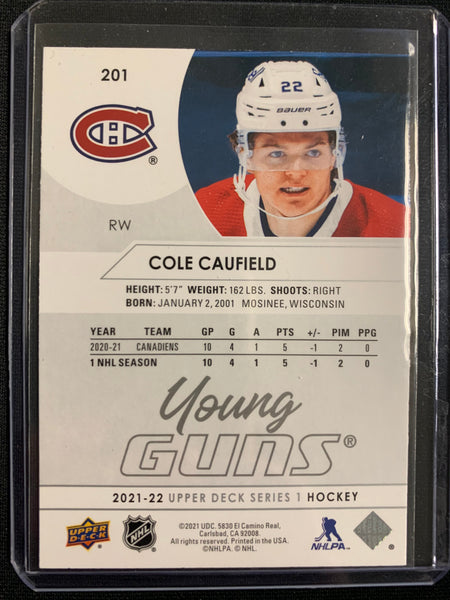 201
22
BAUER
®
RW
COLE CAUFIELD
HEIGHT: 5'7" WEIGHT: 162 LBS. SHOOTS: RIGHT
BORN: JANUARY 2, 2001 MOSINEE, WISCONSIN
YEAR TEAM GP G A PTS +/- PIM PPG
2020-21 CANADIENS 10 4 1 5 -1 2 0
1 NHL SEASON 10 4 1 5 -1 2 0
Young
GUNS®
2021-22 UPPER DECK SERIES 1 HOCKEY
UPPER
DECK
NHL
©2021 UDC. 5830 El Camino Real,
Carlsbad, CA 92008.
All rights reserved. Printed in the USA.
©NHLPA. © NHL.
NHLPA
®